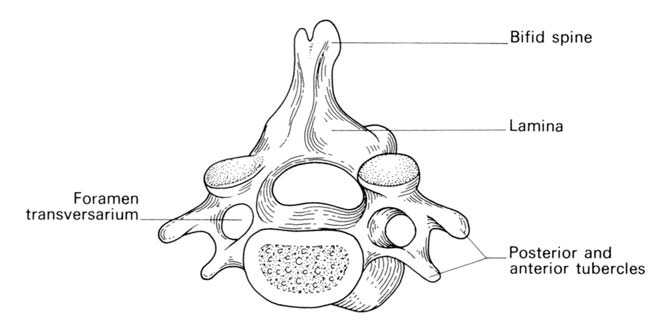 Bifid spine
Lamina
Foramen
transversarium
Posterior and
anterior tubercles